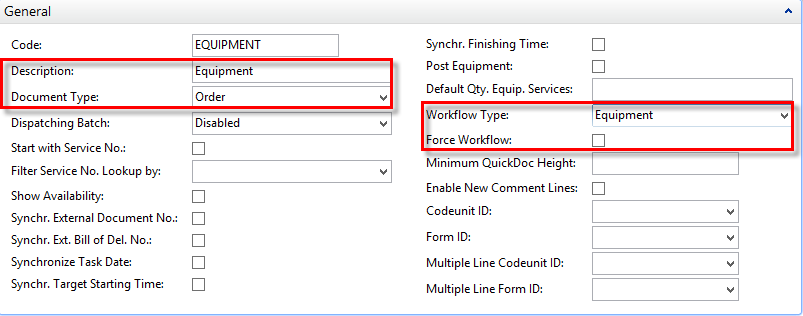 General
Code: EQUIPMENT
Description: Equipment
Document Type: Order
Dispatching Batch: Disabled
Start with Service No.:
Filter Service No. Lookup by:
Show Availability:
Synchr. External Document No.:
Synchr. Ext. Bill of Del. No.:
Synchronize Task Date:
Synchr. Target Starting Time:
Synchr. Finishing Time:
Post Equipment:
Default Qty. Equip. Services:
Workflow Type: Equipment
Force Workflow:
Minimum QuickDoc Height:
Enable New Comment Lines:
Codeunit ID:
Form ID:
Multiple Line Codeunit ID:
Multiple Line Form ID: